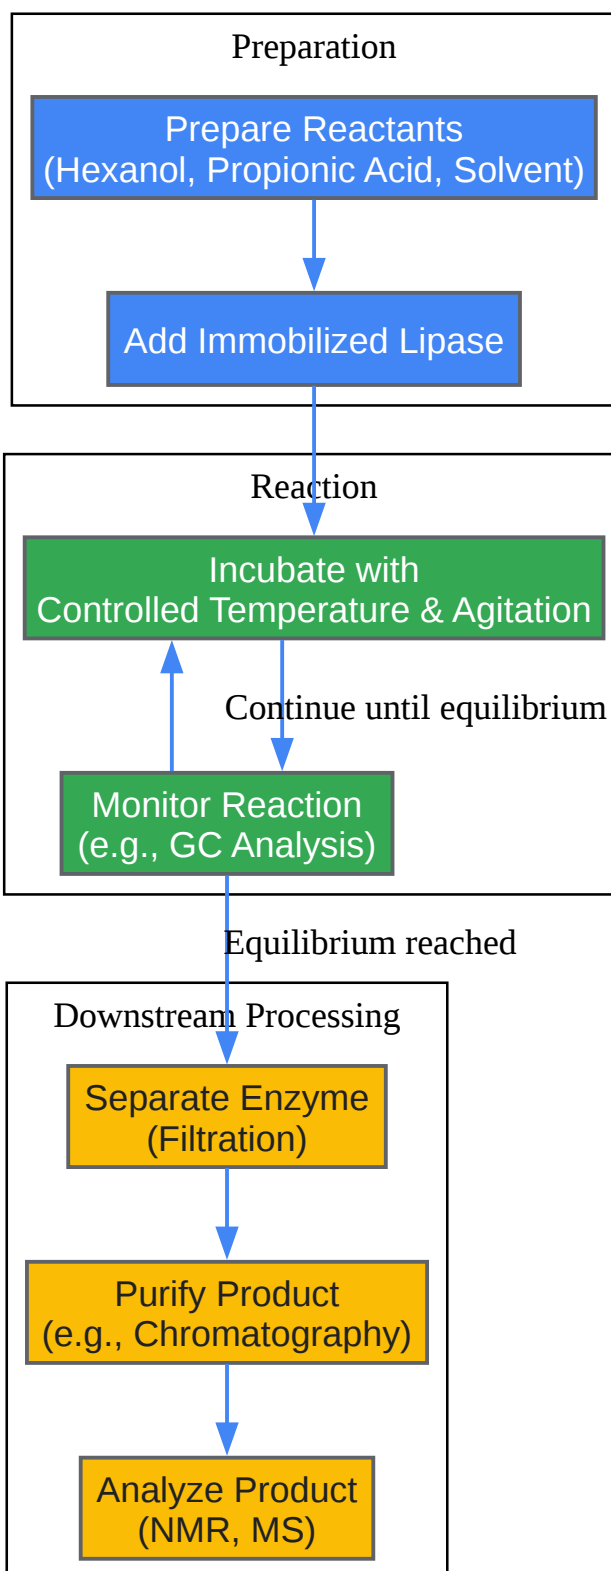 Preparation
Prepare Reactants
(Hexanol, Propionic Acid, Solvent)
Add Immobilized Lipase
Reaction
Incubate with
Controlled Temperature & Agitation
Continue until equilibrium
Monitor Reaction
(e.g., GC Analysis)
Equilibrium reached
Downstream Processing
Separate Enzyme
(Filtration)
Purify Product
(e.g., Chromatography)
Analyze Product
(NMR, MS)